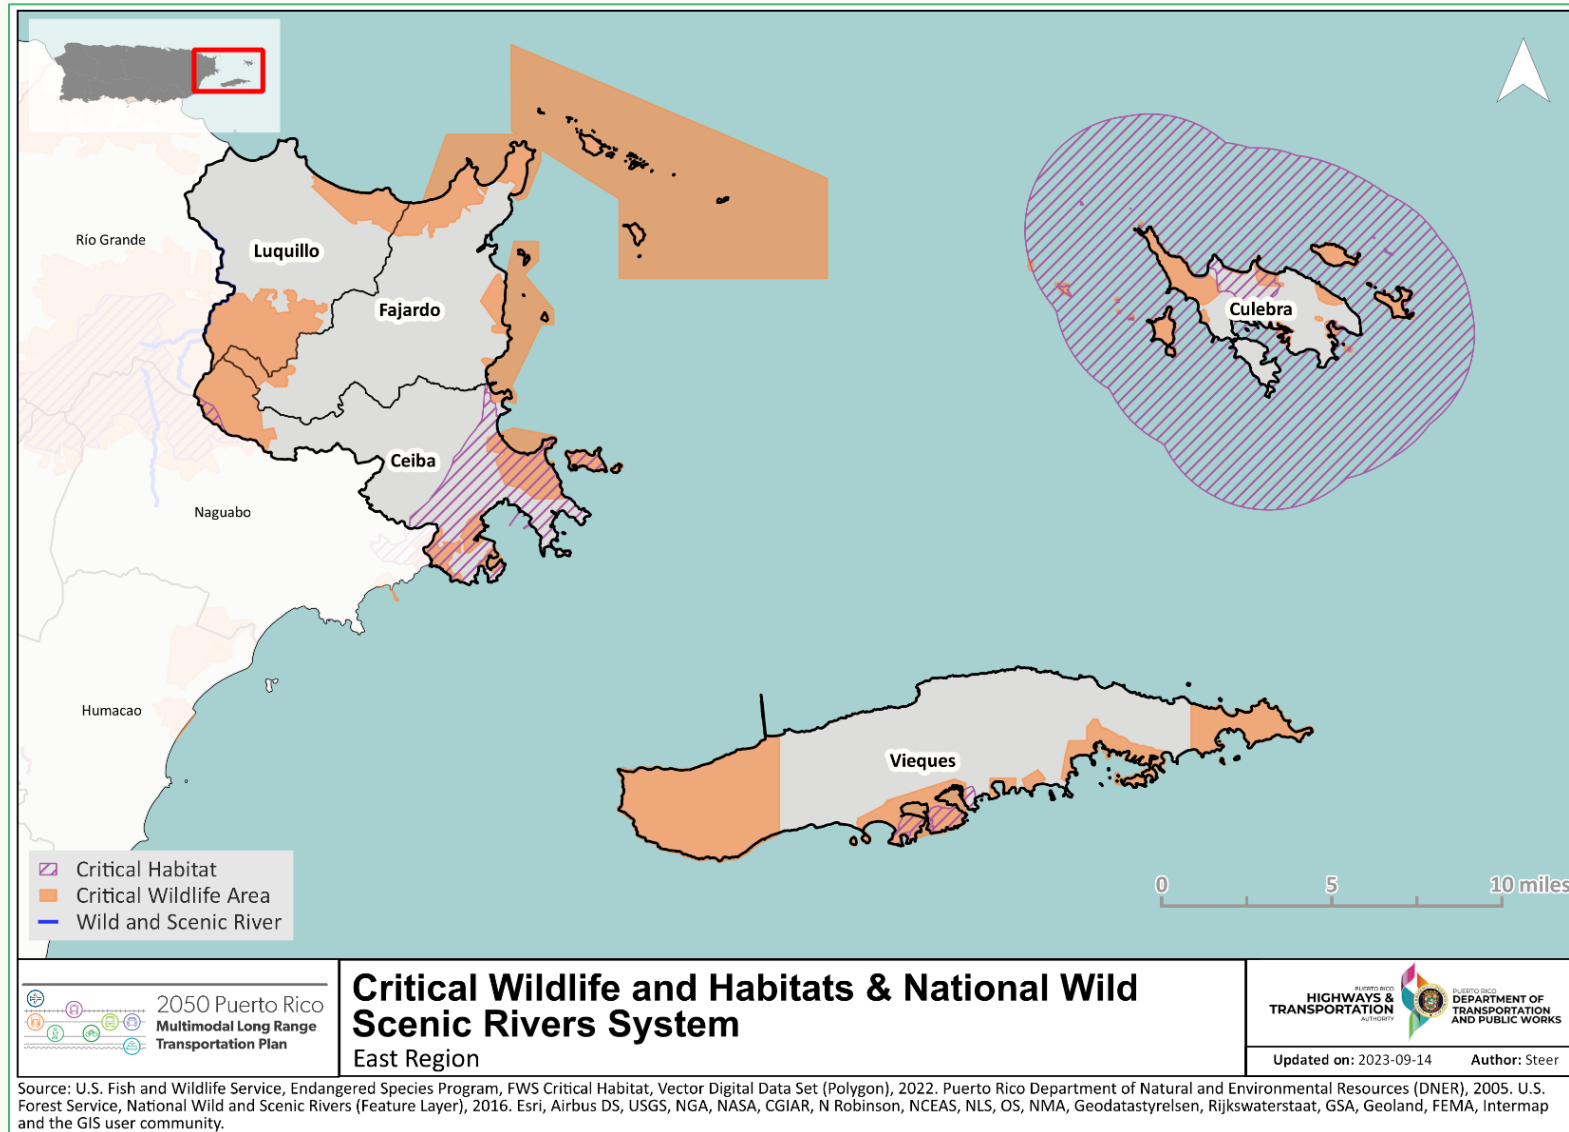 Río Grande
Luquillo
Fajardo
Culebra
Ceiba
Naguabo
Humacao
Vieques
Critical Habitat
Critical Wildlife Area
Wild and Scenic River
0 5 10 miles
2050 Puerto Rico
Multimodal Long Range
Transportation Plan
Critical Wildlife and Habitats & National Wild
Scenic Rivers System
East Region
PUERTO RICO
HIGHWAYS &
TRANSPORTATION
AUTHORITY
PUERTO RICO
DEPARTMENT OF
TRANSPORTATION
AND PUBLIC WORKS
Updated on: 2023-09-14 Author: Steer
Source: U.S. Fish and Wildlife Service, Endangered Species Program, FWS Critical Habitat, Vector Digital Data Set (Polygon), 2022. Puerto Rico Department of Natural and Environmental Resources (DNER), 2005. U.S.
Forest Service, National Wild and Scenic Rivers (Feature Layer), 2016. Esri, Airbus DS, USGS, NGA, NASA, CGIAR, N Robinson, NCEAS, NLS, OS, NMA, Geodatastyrelsen, Rijkswaterstaat, GSA, Geoland, FEMA, Intermap
and the GIS user community.